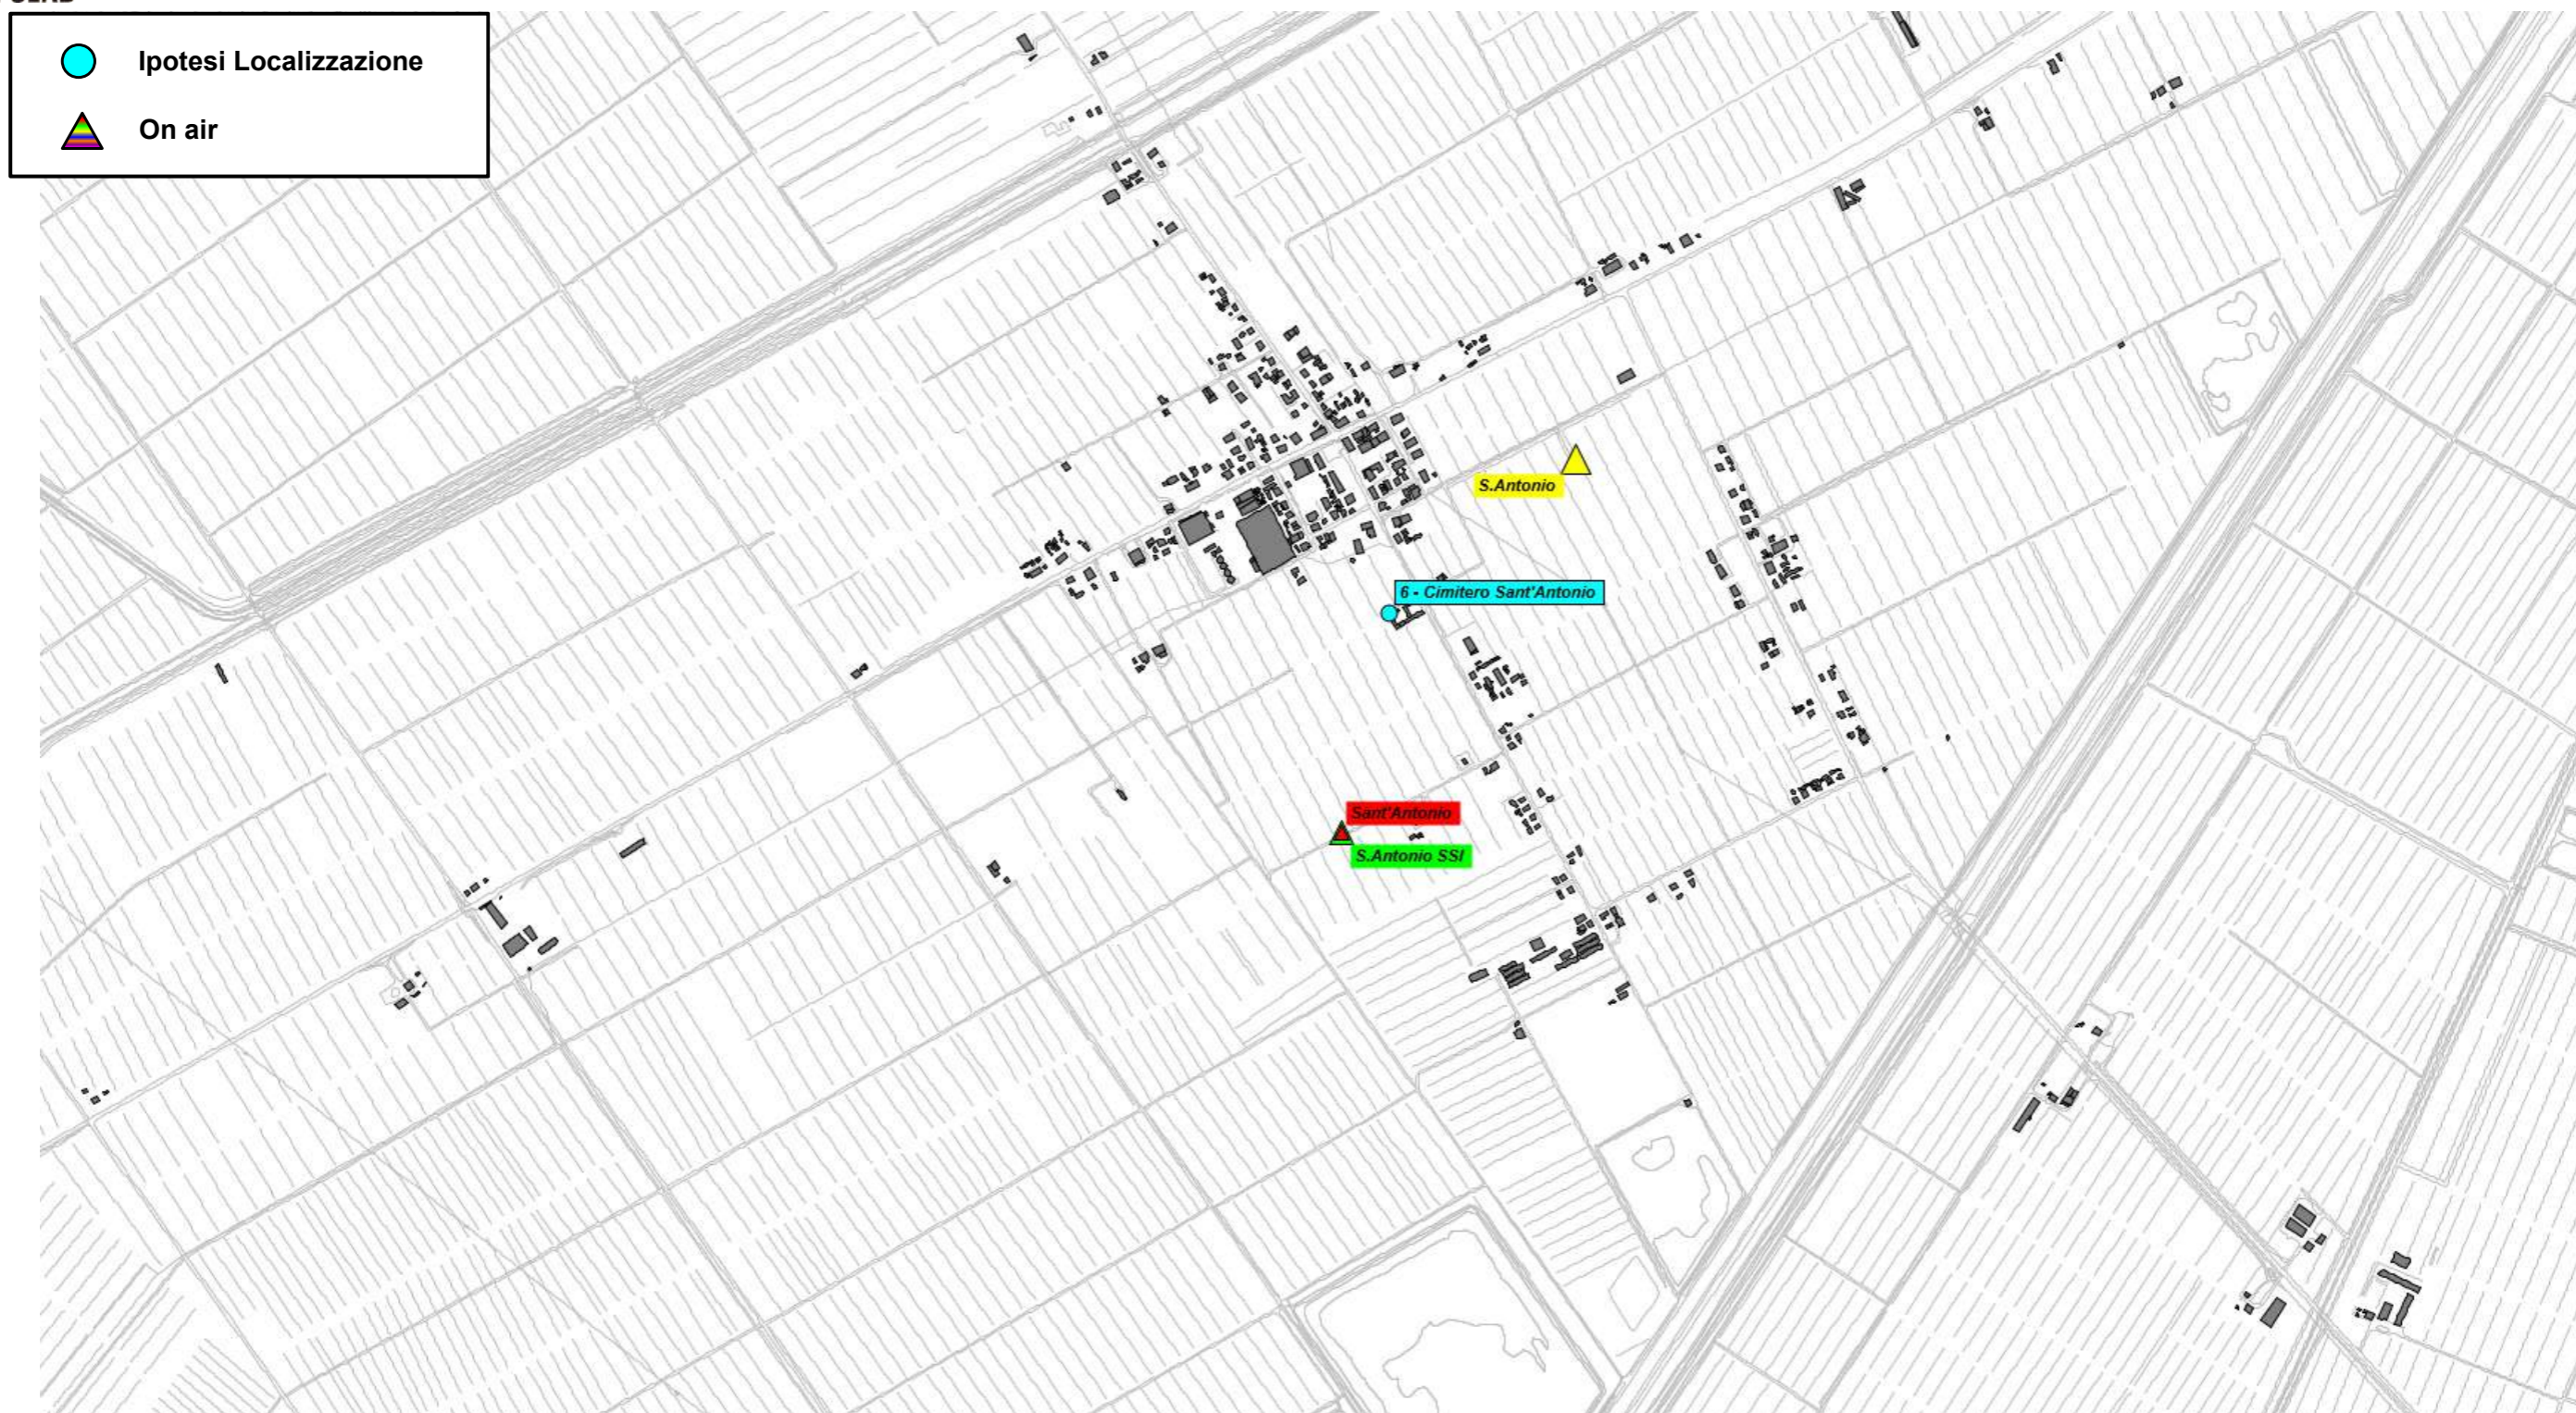 Ipotesi Localizzazione
On air
S.Antonio
6 - Cimitero Sant'Antonio
Sant'Antonio
S.Antonio SSI